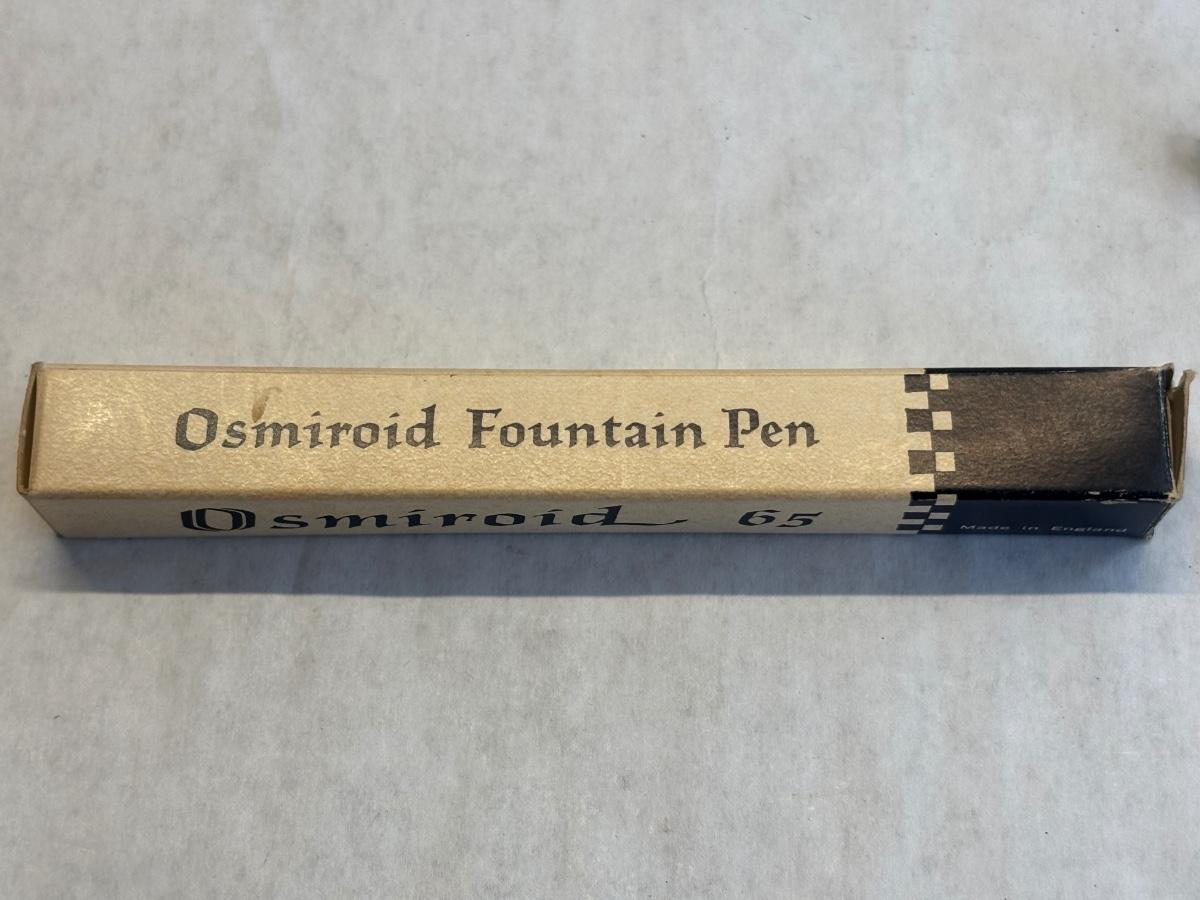 Osmiroid Fountain Pen
Osmiroid 65
Made in England